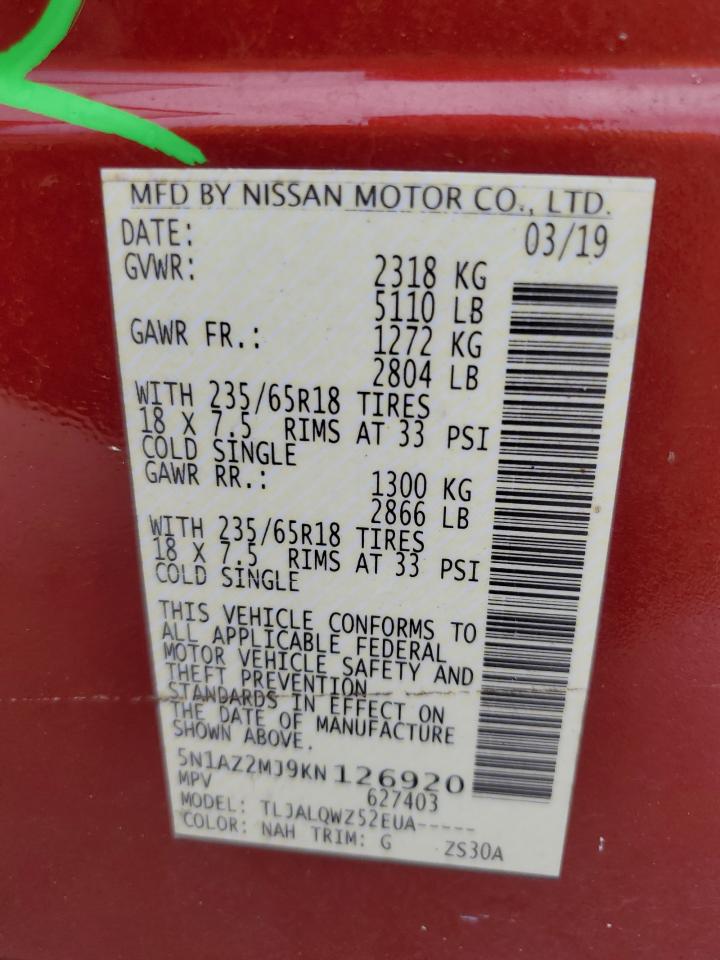 MFD BY NISSAN MOTOR CO., LTD.
DATE: 03/19
GVWR: 2318 KG
5110 LB
GAWR FR.: 1272 KG
2804 LB
WITH 235/65R18 TIRES
18 X 7.5 RIMS AT 33 PSI
COLD SINGLE
GAWR RR.: 1300 KG
2866 LB
WITH 235/65R18 TIRES
18 X 7.5 RIMS AT 33 PSI
COLD SINGLE
THIS VEHICLE CONFORMS TO
ALL APPLICABLE FEDERAL
MOTOR VEHICLE SAFETY AND
THEFT PREVENTION
STANDARDS IN EFFECT ON
THE DATE OF MANUFACTURE
SHOWN ABOVE.
5N1AZ2MJ9KN126920
MPV 627403
MODEL: TLJALQWZ52EUA-----
COLOR: NAH TRIM: G ZS30A